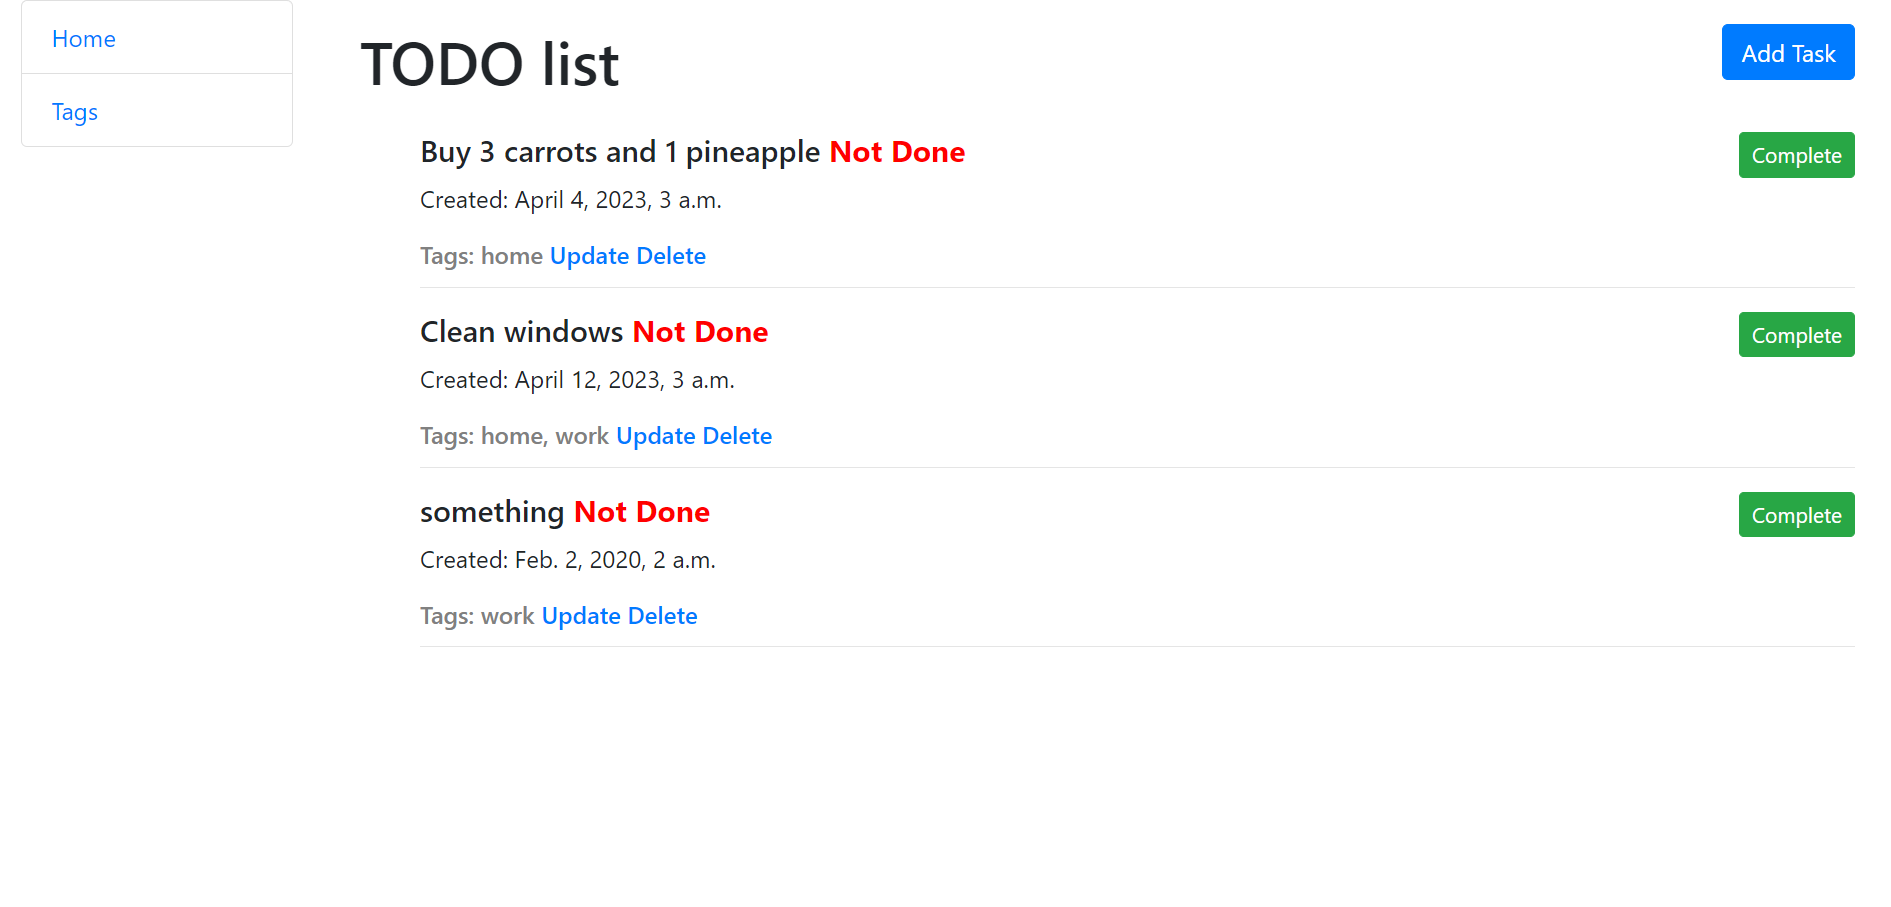 Home
Tags
TODO list
Add Task
Buy 3 carrots and 1 pineapple Not Done
Complete
Created: April 4, 2023, 3 a.m.
Tags: home Update Delete
Clean windows Not Done
Complete
Created: April 12, 2023, 3 a.m.
Tags: home, work Update Delete
something Not Done
Complete
Created: Feb. 2, 2020, 2 a.m.
Tags: work Update Delete